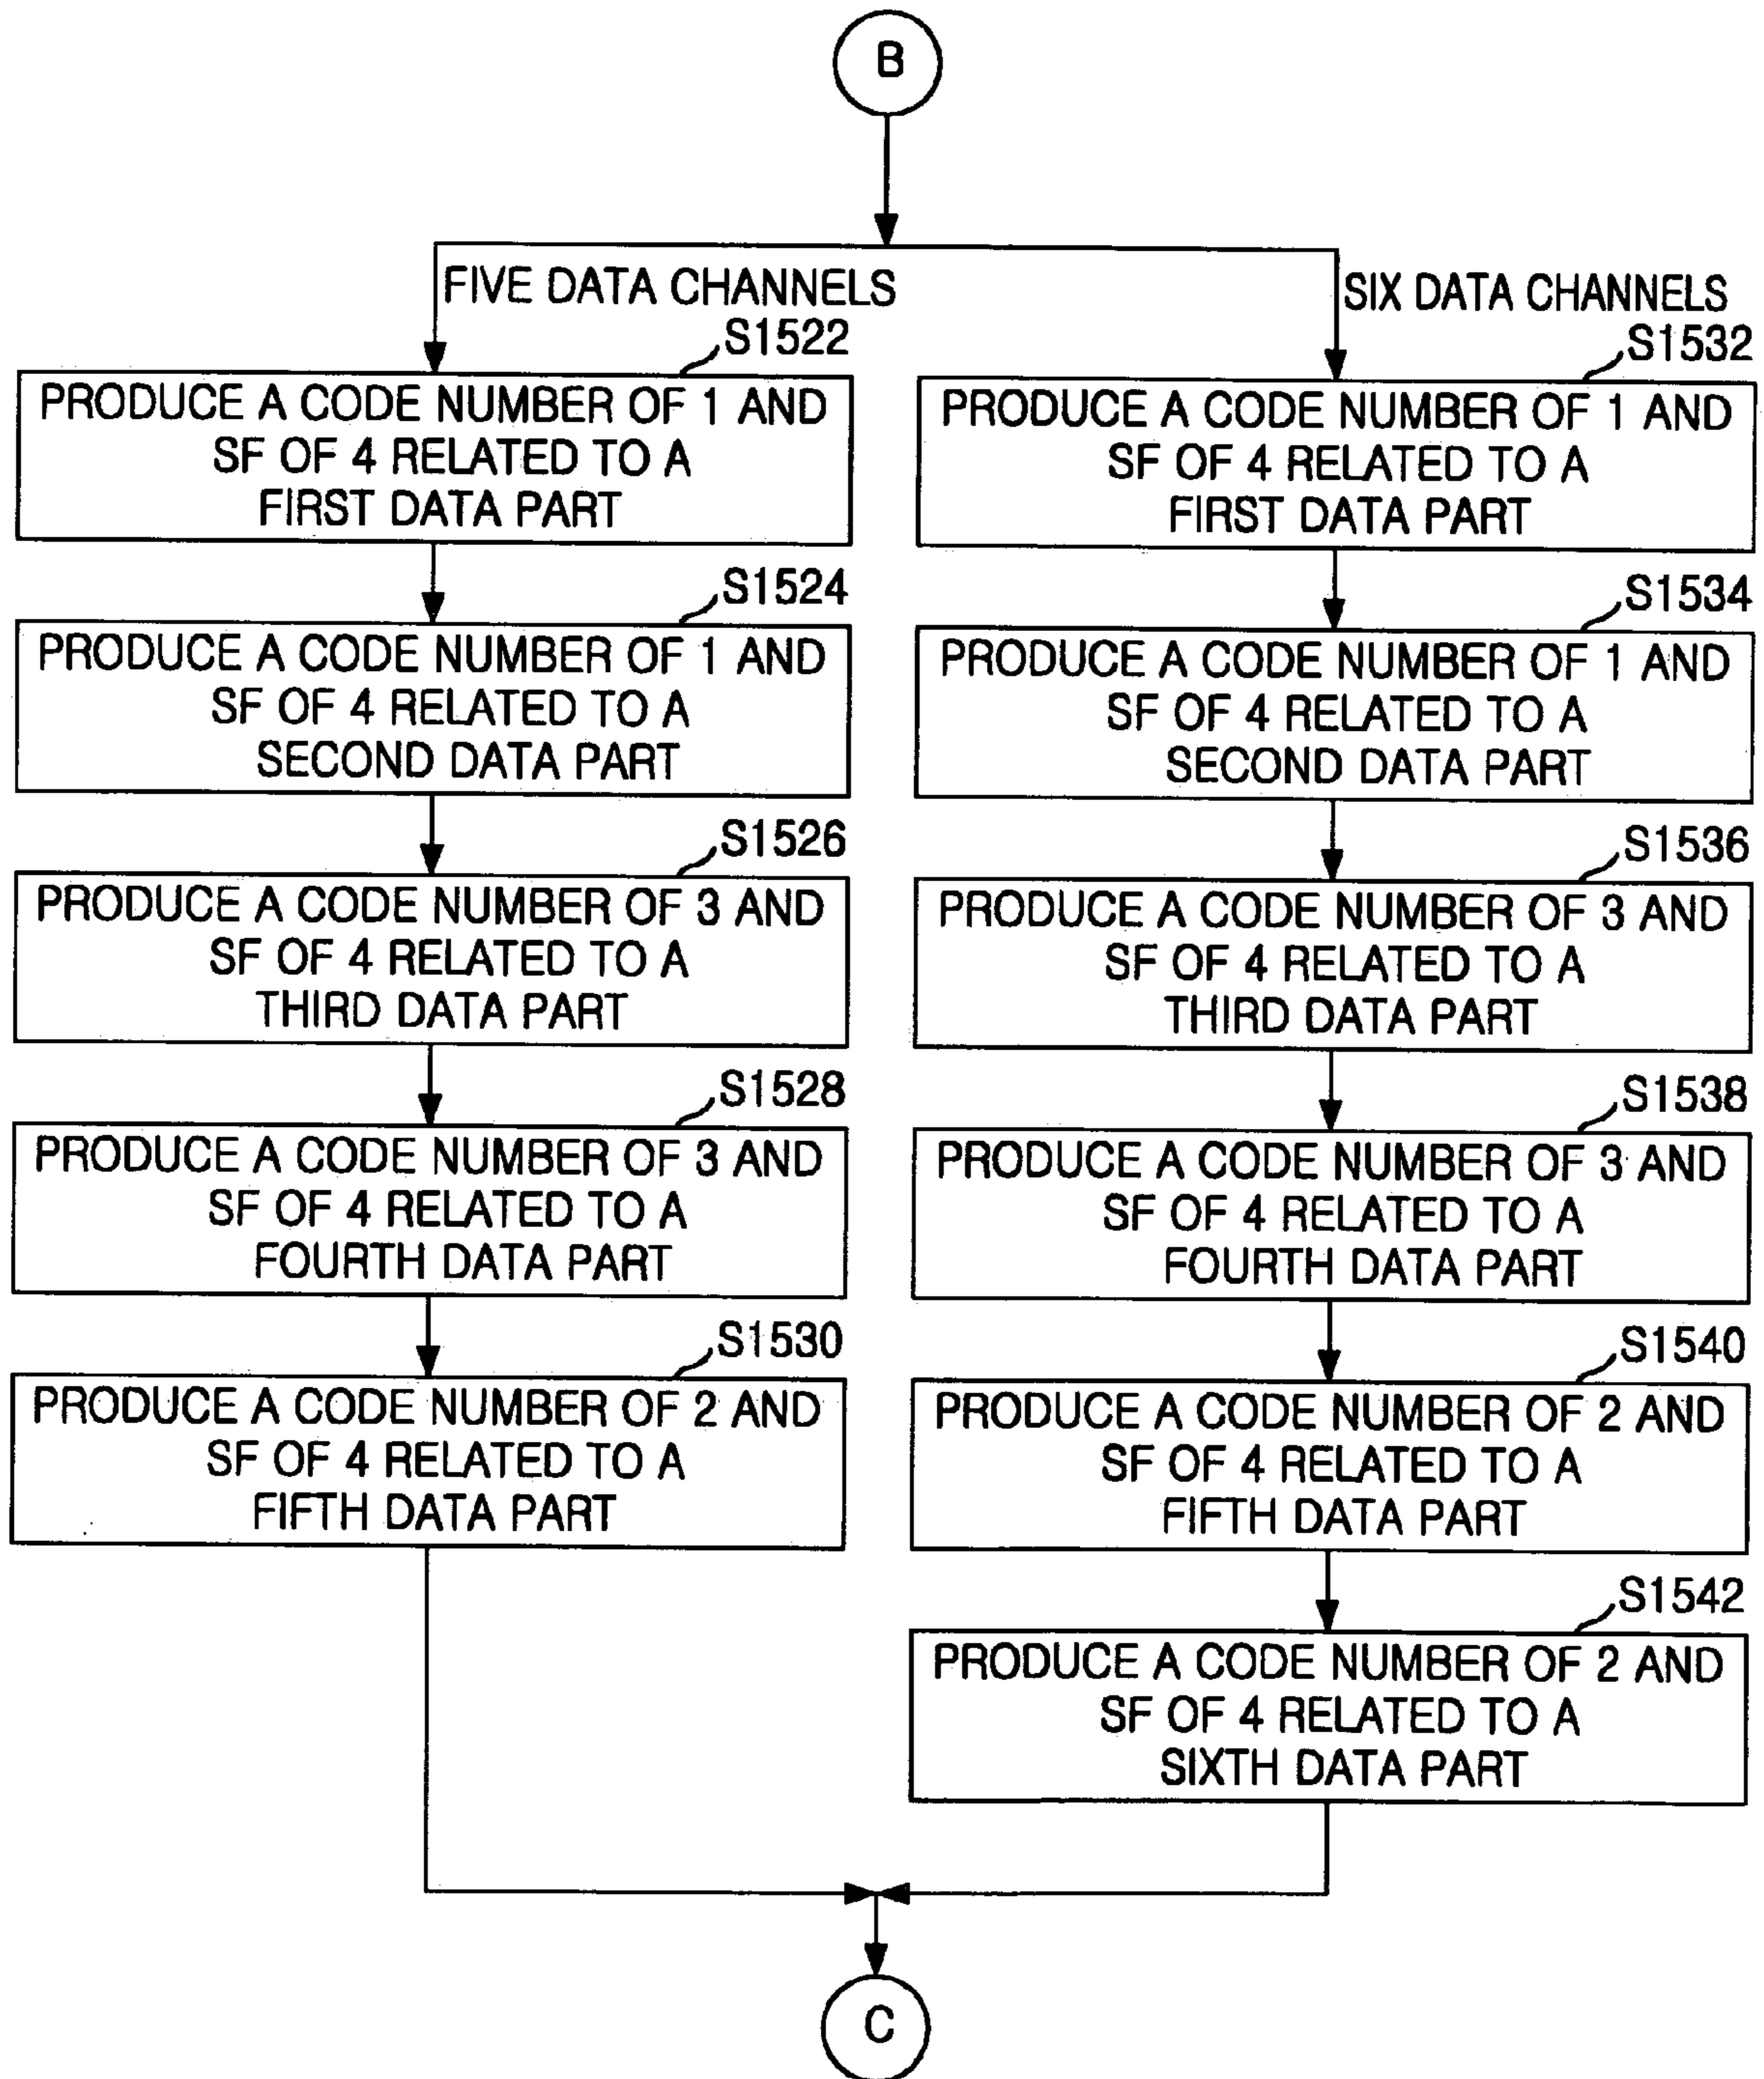 B
FIVE DATA CHANNELS
S1522
PRODUCE A CODE NUMBER OF 1 AND
SF OF 4 RELATED TO A
FIRST DATA PART
S1524
PRODUCE A CODE NUMBER OF 1 AND
SF OF 4 RELATED TO A
SECOND DATA PART
S1526
PRODUCE A CODE NUMBER OF 3 AND
SF OF 4 RELATED TO A
THIRD DATA PART
S1528
PRODUCE A CODE NUMBER OF 3 AND
SF OF 4 RELATED TO A
FOURTH DATA PART
S1530
PRODUCE A CODE NUMBER OF 2 AND
SF OF 4 RELATED TO A
FIFTH DATA PART
SIX DATA CHANNELS
S1532
PRODUCE A CODE NUMBER OF 1 AND
SF OF 4 RELATED TO A
FIRST DATA PART
S1534
PRODUCE A CODE NUMBER OF 1 AND
SF OF 4 RELATED TO A
SECOND DATA PART
S1536
PRODUCE A CODE NUMBER OF 3 AND
SF OF 4 RELATED TO A
THIRD DATA PART
S1538
PRODUCE A CODE NUMBER OF 3 AND
SF OF 4 RELATED TO A
FOURTH DATA PART
S1540
PRODUCE A CODE NUMBER OF 2 AND
SF OF 4 RELATED TO A
FIFTH DATA PART
S1542
PRODUCE A CODE NUMBER OF 2 AND
SF OF 4 RELATED TO A
SIXTH DATA PART
C